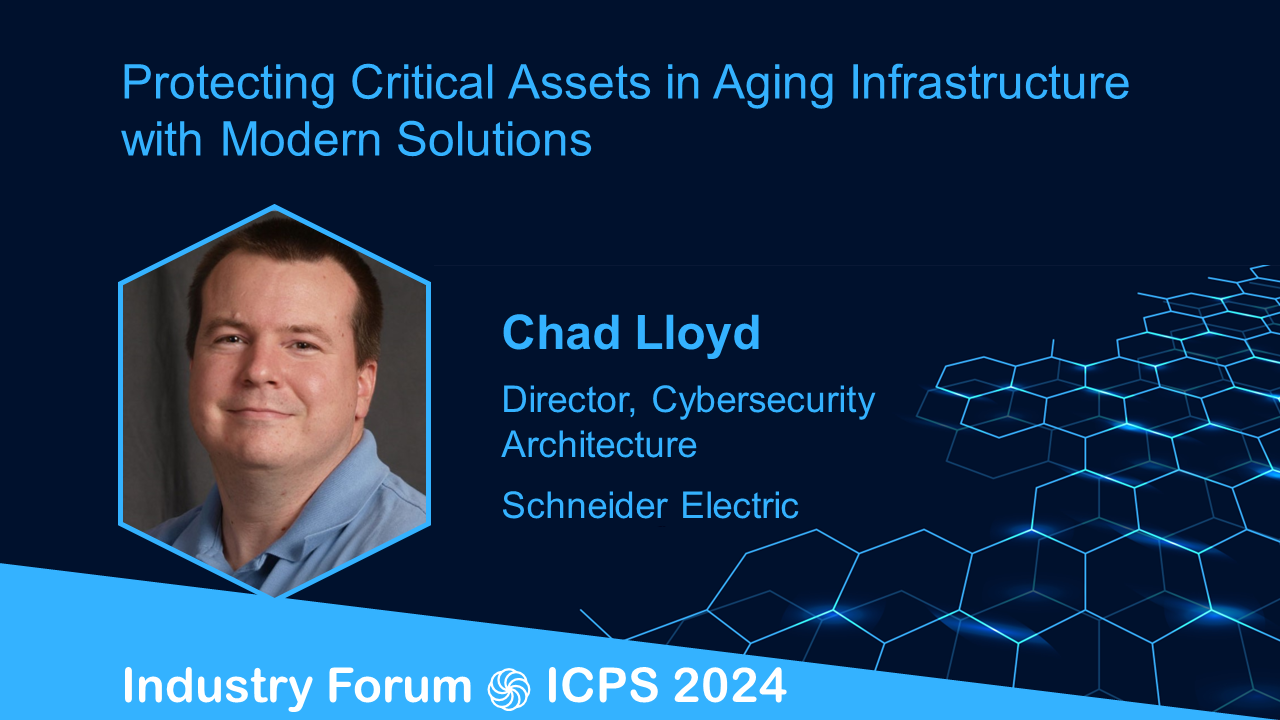 Protecting Critical Assets in Aging Infrastructure
with Modern Solutions
Chad Lloyd
Director, Cybersecurity
Architecture
Schneider Electric
Industry Forum @ ICPS 2024